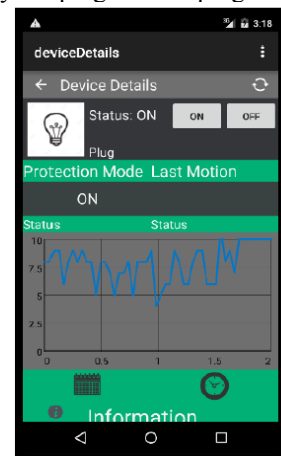 3G 3:18
deviceDetails
Device Details
Status: ON ON OFF
Plug
Protection Mode Last Motion
ON
Status Status
10
7.5
5
2.5
0
0 0.5 1 1.5 2
Information